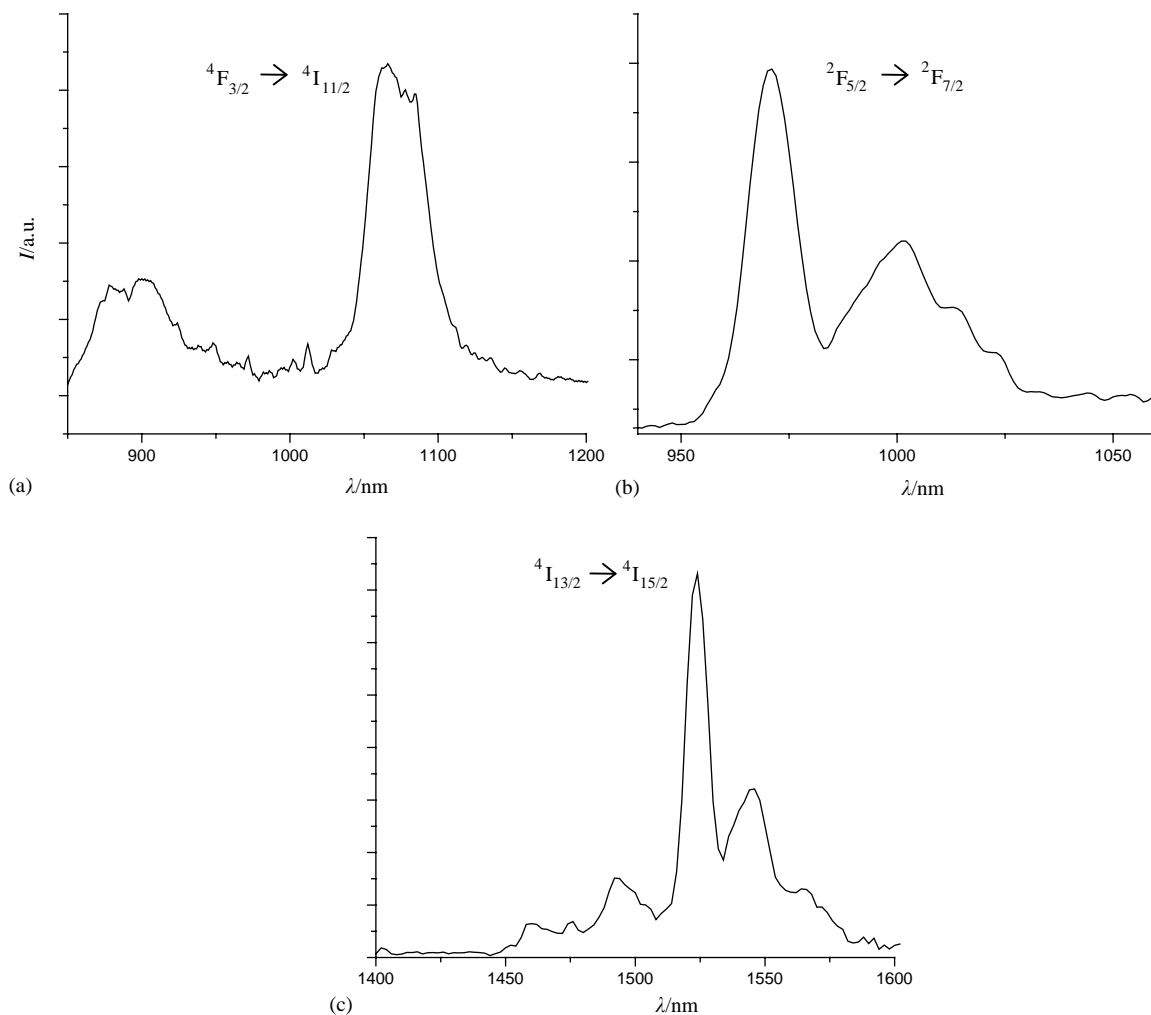 ⁴F₃/₂ → ⁴I₁₁/₂
I/a.u.
900 1000 1100 1200
(a) λ/nm
²F₅/₂ → ²F₇/₂
950 1000 1050
(b) λ/nm
⁴I₁₃/₂ → ⁴I₁₅/₂
1400 1450 1500 1550 1600
(c) λ/nm